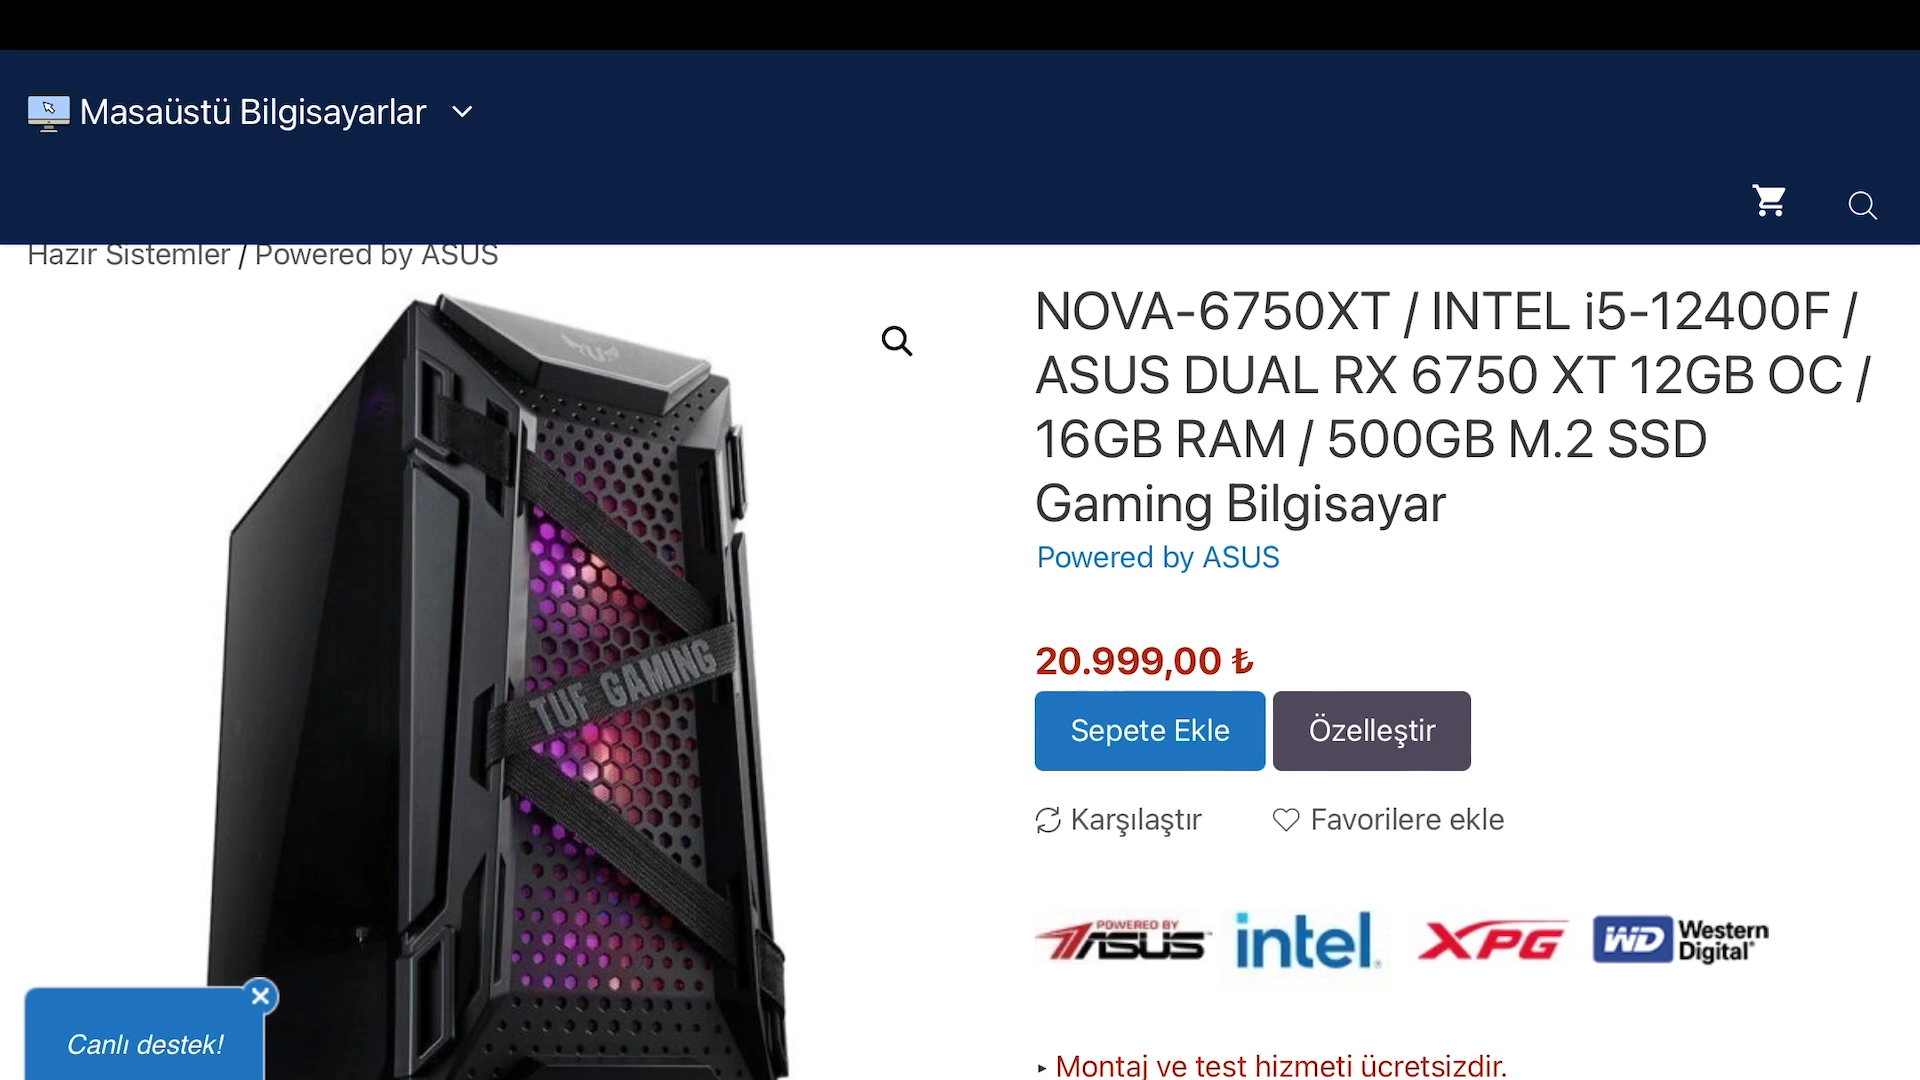 Masaüstü Bilgisayarlar
Hazır Sistemler / Powered by ASUS
NOVA-6750XT / INTEL i5-12400F /
ASUS DUAL RX 6750 XT 12GB OC /
16GB RAM / 500GB M.2 SSD
Gaming Bilgisayar
Powered by ASUS
20.999,00 ₺
Sepete Ekle
Özelleştir
Karşılaştır
Favorilere ekle
TUF GAMING
POWERED BY
ASUS
intel
XPG
WD Western
Digital
Canlı destek!
Montaj ve test hizmeti ücretsizdir.